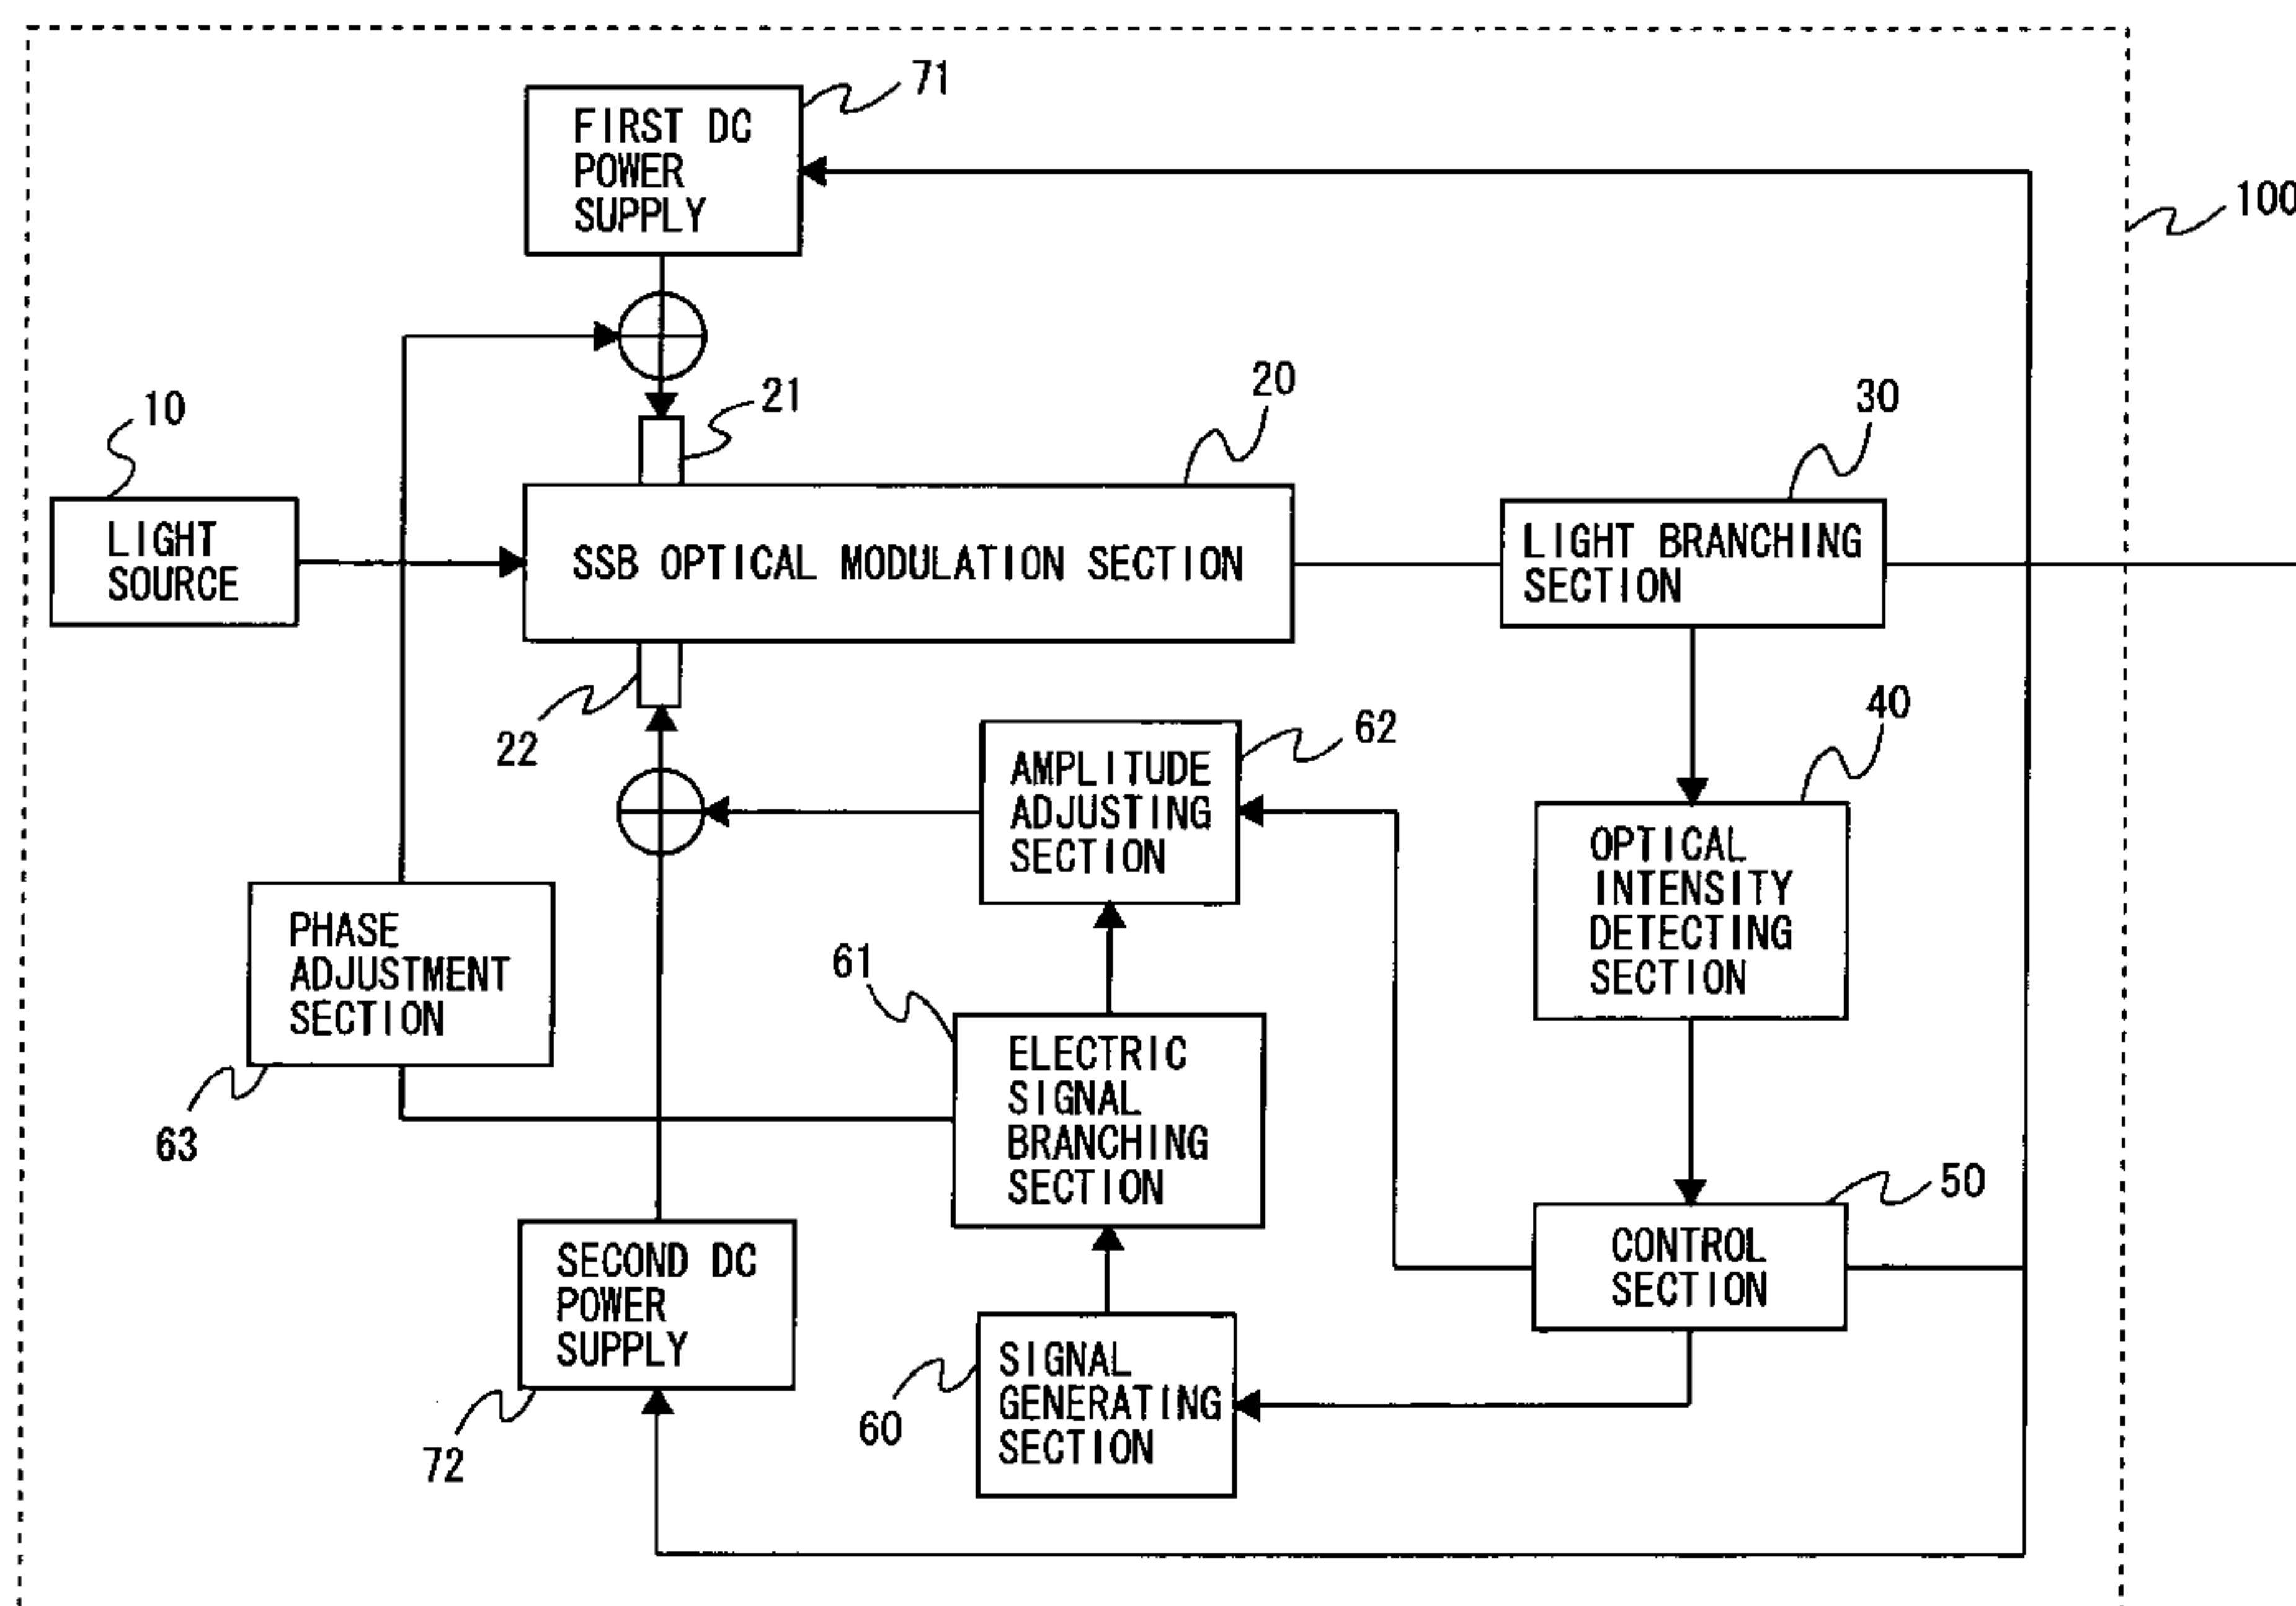 71
FIRST DC
POWER
SUPPLY
100
21
20
30
10
LIGHT
SOURCE
SSB OPTICAL MODULATION SECTION
LIGHT BRANCHING
SECTION
22
62
40
AMPLITUDE
ADJUSTING
SECTION
OPTICAL
INTENSITY
DETECTING
SECTION
PHASE
ADJUSTMENT
SECTION
63
61
ELECTRIC
SIGNAL
BRANCHING
SECTION
50
CONTROL
SECTION
SECOND DC
POWER
SUPPLY
72
60
SIGNAL
GENERATING
SECTION